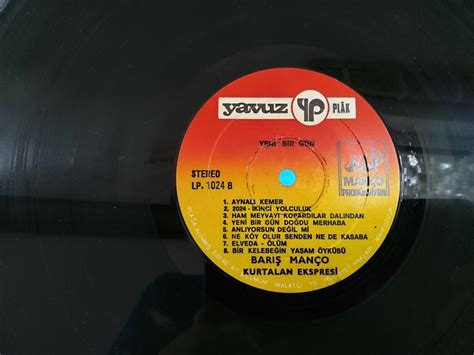 yavuz YP PLÂK
YENİ BİR GÜN
STEREO
LP. 1024 B
MANÇO
1 - AYNALI KEMER
2 - 2024 - İKİNCİ YOLCULUK
3 - HAM MEYVAYI KOPARDILAR DALINDAN
4 - YENİ BİR GÜN DOĞDU MERHABA
5 - ANLIYORSUN DEĞİL Mİ
6 - NE KÖY OLUR SENDEN NE DE KASABA
7 - ELVEDA - ÖLÜM
8 - BİR KELEBEĞİN YAŞAM ÖYKÜSÜ
BARIŞ MANÇO
KURTALAN EKSPRESİ